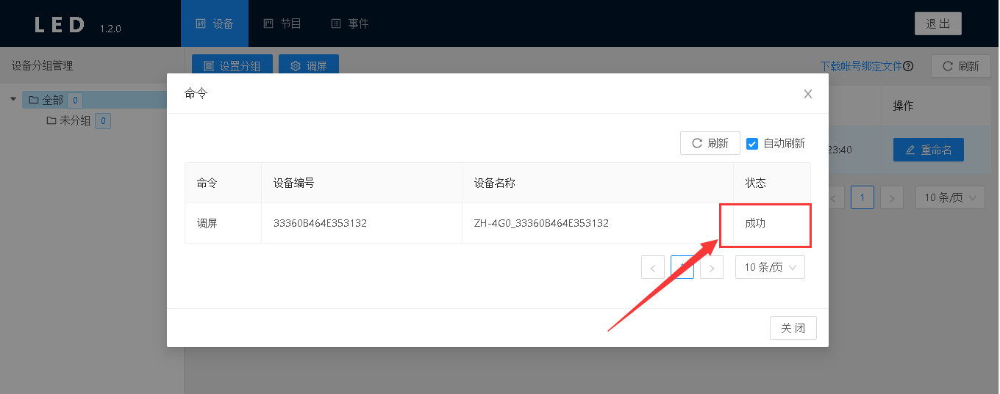 LED 1.2.0 设备 节目 事件 退 出
设备分组管理 设置分组 调屏 下载帐号绑定文件 刷新
全部 0
未分组 0
操作
23:40 重命名
1 10 条/页
命令
刷新 自动刷新
命令 设备编号 设备名称 状态
调屏 33360B464E353132 ZH-4G0_33360B464E353132 成功
10 条/页
关 闭